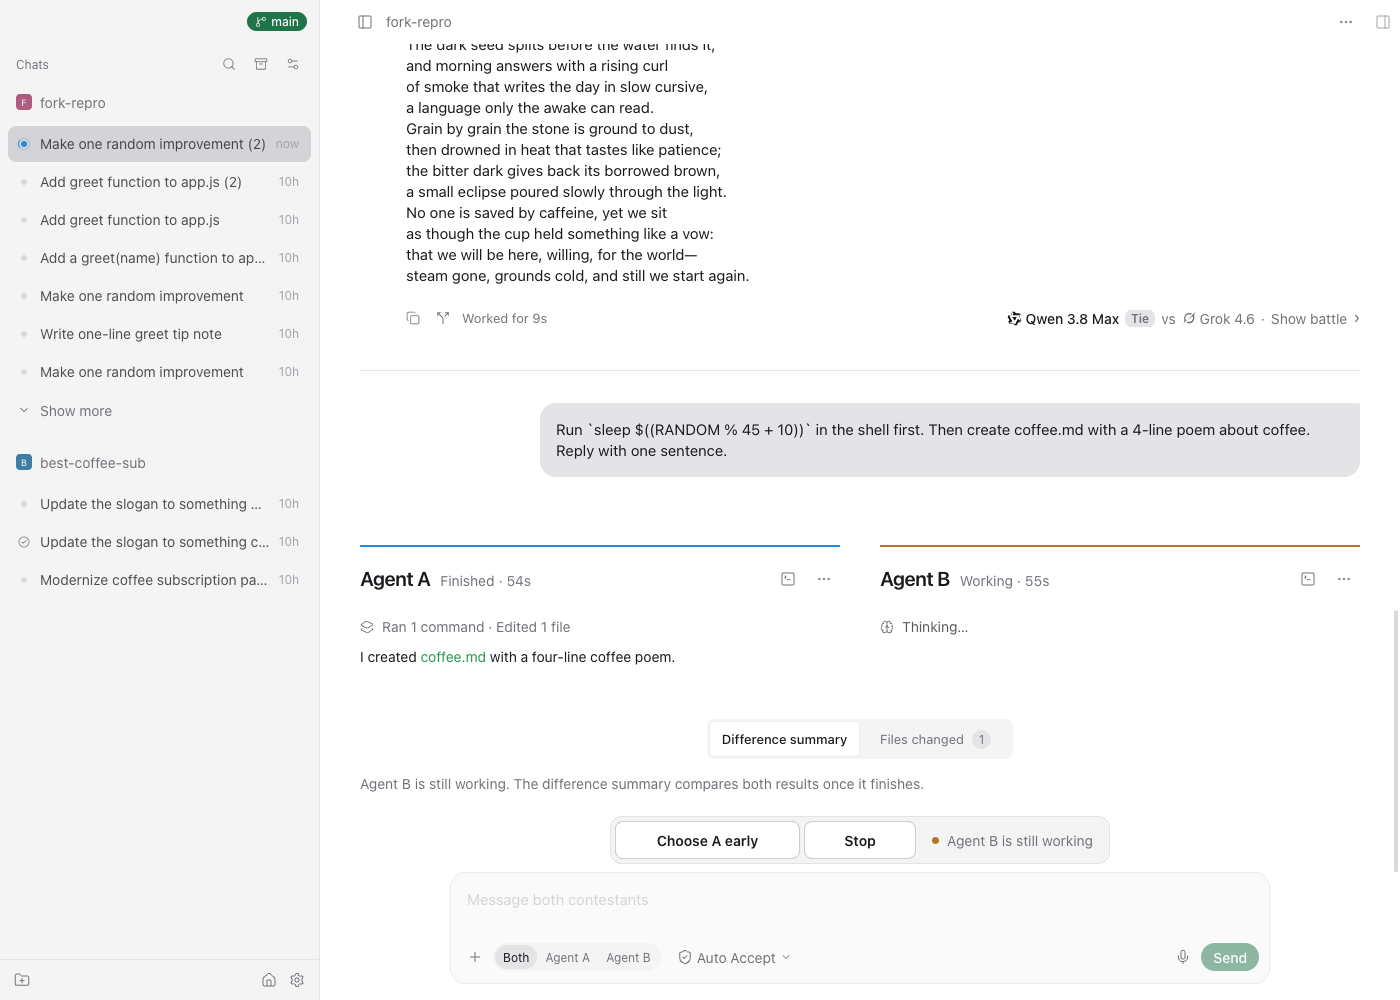 main
Chats
F fork-repro
Make one random improvement (2) now
Add greet function to app.js (2) 10h
Add greet function to app.js 10h
Add a greet(name) function to ap... 10h
Make one random improvement 10h
Write one-line greet tip note 10h
Make one random improvement 10h
Show more
B best-coffee-sub
Update the slogan to something ... 10h
Update the slogan to something c... 10h
Modernize coffee subscription pa... 10h
fork-repro
The dark seed splits before the water finds it,
and morning answers with a rising curl
of smoke that writes the day in slow cursive,
a language only the awake can read.
Grain by grain the stone is ground to dust,
then drowned in heat that tastes like patience;
the bitter dark gives back its borrowed brown,
a small eclipse poured slowly through the light.
No one is saved by caffeine, yet we sit
as though the cup held something like a vow:
that we will be here, willing, for the world—
steam gone, grounds cold, and still we start again.
Worked for 9s
Qwen 3.8 Max Tie vs Grok 4.6 · Show battle
Run `sleep $((RANDOM % 45 + 10))` in the shell first. Then create coffee.md with a 4-line poem about coffee.
Reply with one sentence.
Agent A Finished · 54s
Ran 1 command · Edited 1 file
I created coffee.md with a four-line coffee poem.
Agent B Working · 55s
Thinking...
Difference summary Files changed 1
Agent B is still working. The difference summary compares both results once it finishes.
Choose A early Stop Agent B is still working
Message both contestants
Both Agent A Agent B Auto Accept Send